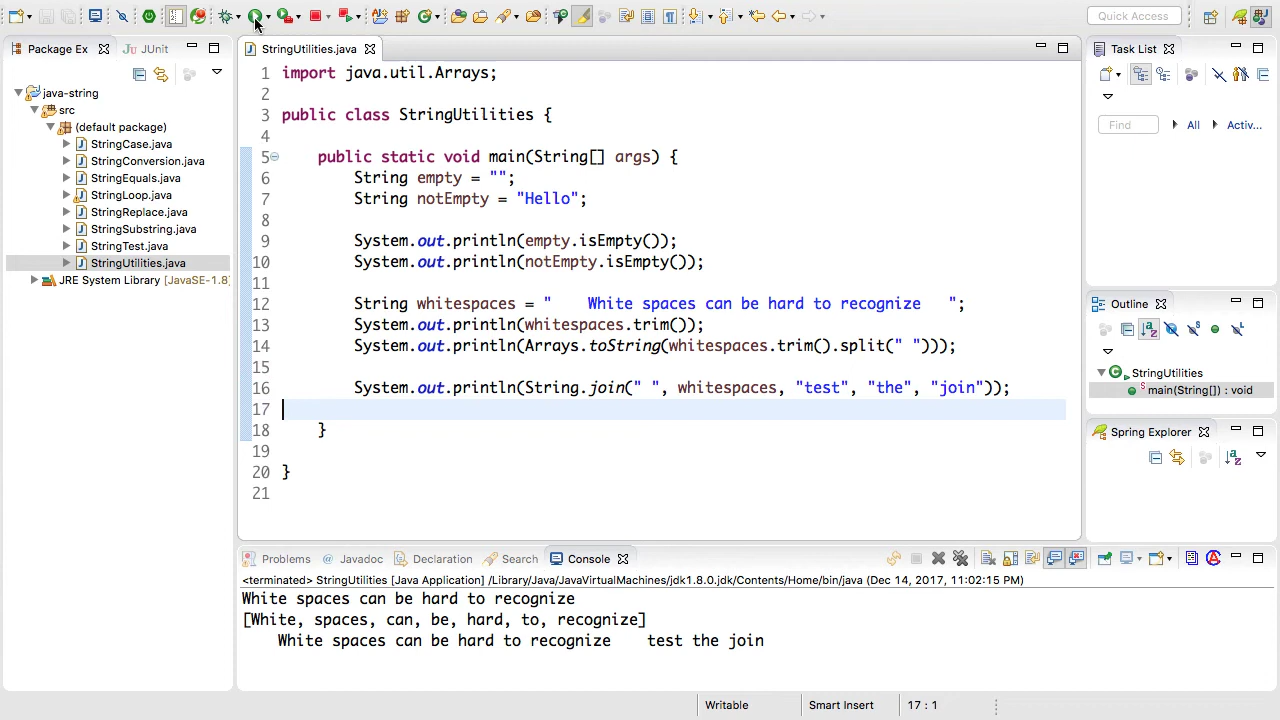 Quick Access
Package Ex
JUnit
java-string
src
(default package)
StringCase.java
StringConversion.java
StringEquals.java
StringLoop.java
StringReplace.java
StringSubstring.java
StringTest.java
StringUtilities.java
JRE System Library [JavaSE-1.8]
StringUtilities.java
1 import java.util.Arrays;
2
3 public class StringUtilities {
4
5 public static void main(String[] args) {
6 String empty = "";
7 String notEmpty = "Hello";
8
9 System.out.println(empty.isEmpty());
10 System.out.println(notEmpty.isEmpty());
11
12 String whitespaces = "    White spaces can be hard to recognize   ";
13 System.out.println(whitespaces.trim());
14 System.out.println(Arrays.toString(whitespaces.trim().split(" ")));
15
16 System.out.println(String.join(" ", whitespaces, "test", "the", "join"));
17
18 }
19
20 }
21
Task List
Find
All
Activ...
Outline
StringUtilities
main(String[]) : void
Spring Explorer
Problems
Javadoc
Declaration
Search
Console
<terminated> StringUtilities [Java Application] /Library/Java/JavaVirtualMachines/jdk1.8.0.jdk/Contents/Home/bin/java (Dec 14, 2017, 11:02:15 PM)
White spaces can be hard to recognize
[White, spaces, can, be, hard, to, recognize]
    White spaces can be hard to recognize    test the join
Writable
Smart Insert
17 : 1